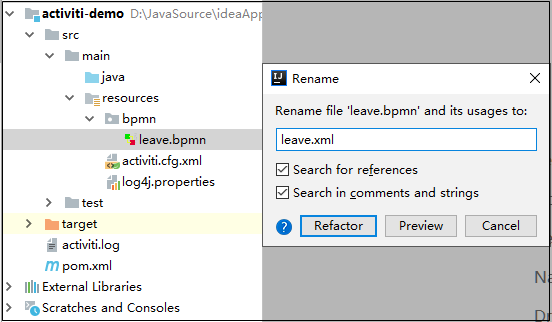 activiti-demo D:\JavaSource\ideaApp
src
main
java
resources
bpmn
leave.bpmn
activiti.cfg.xml
log4j.properties
test
target
activiti.log
pom.xml
External Libraries
Scratches and Consoles
Rename
Rename file 'leave.bpmn' and its usages to:
leave.xml
Search for references
Search in comments and strings
? Refactor Preview Cancel